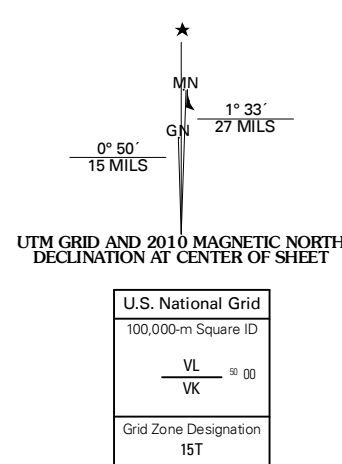 ★
MN
GN
1° 33´
27 MILS
0° 50´
15 MILS
UTM GRID AND 2010 MAGNETIC NORTH
DECLINATION AT CENTER OF SHEET
U.S. National Grid
100,000-m Square ID
VL
50 00
VK
Grid Zone Designation
15T